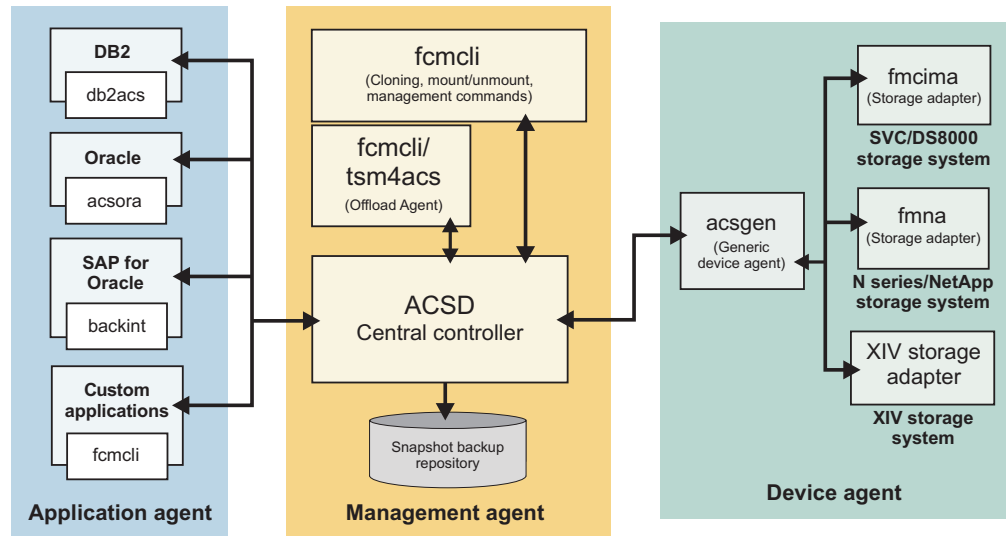 DB2
db2acs
Oracle
acsora
SAP for
Oracle
backint
Custom
applications
fcmcli
Application agent
fcmcli
(Cloning, mount/unmount,
management commands)
fcmcli/
tsm4acs
(Offload Agent)
ACSD
Central controller
Snapshot backup
repository
Management agent
acsgen
(Generic
device agent)
fmcima
(Storage adapter)
SVC/DS8000
storage system
fmna
(Storage adapter)
N series/NetApp
storage system
XIV storage
adapter
XIV storage
system
Device agent